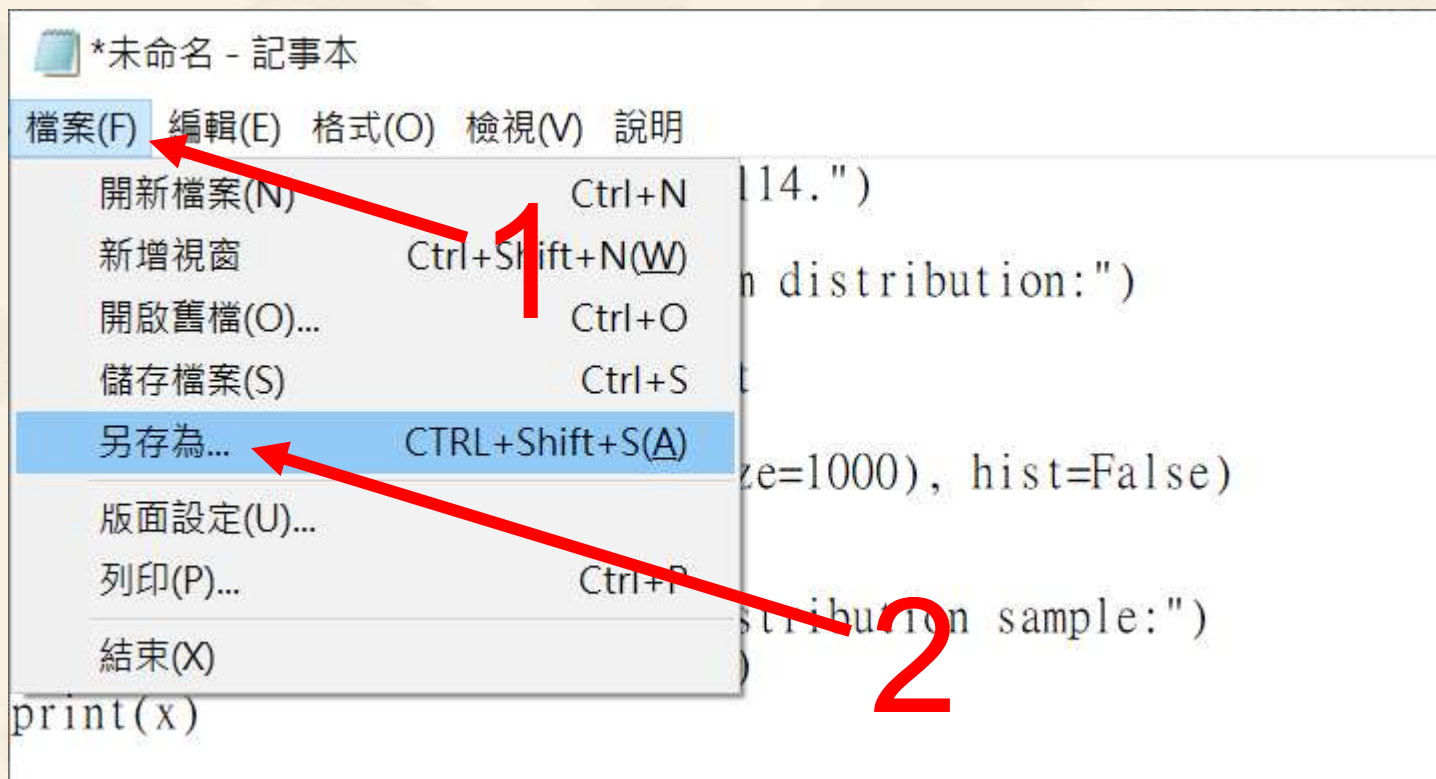 *未命名 - 記事本
檔案(F) 編輯(E) 格式(O) 檢視(V) 說明
開新檔案(N) Ctrl+N
114.")
新增視窗 Ctrl+Shift+N(W)
distribution:")
開啟舊檔(O)... Ctrl+O
儲存檔案(S) Ctrl+S
另存為... CTRL+Shift+S(A)
ze=1000), hist=False)
版面設定(U)...
列印(P)... Ctrl+P
stribution sample:")
結束(X)
)
print(x)
1
2